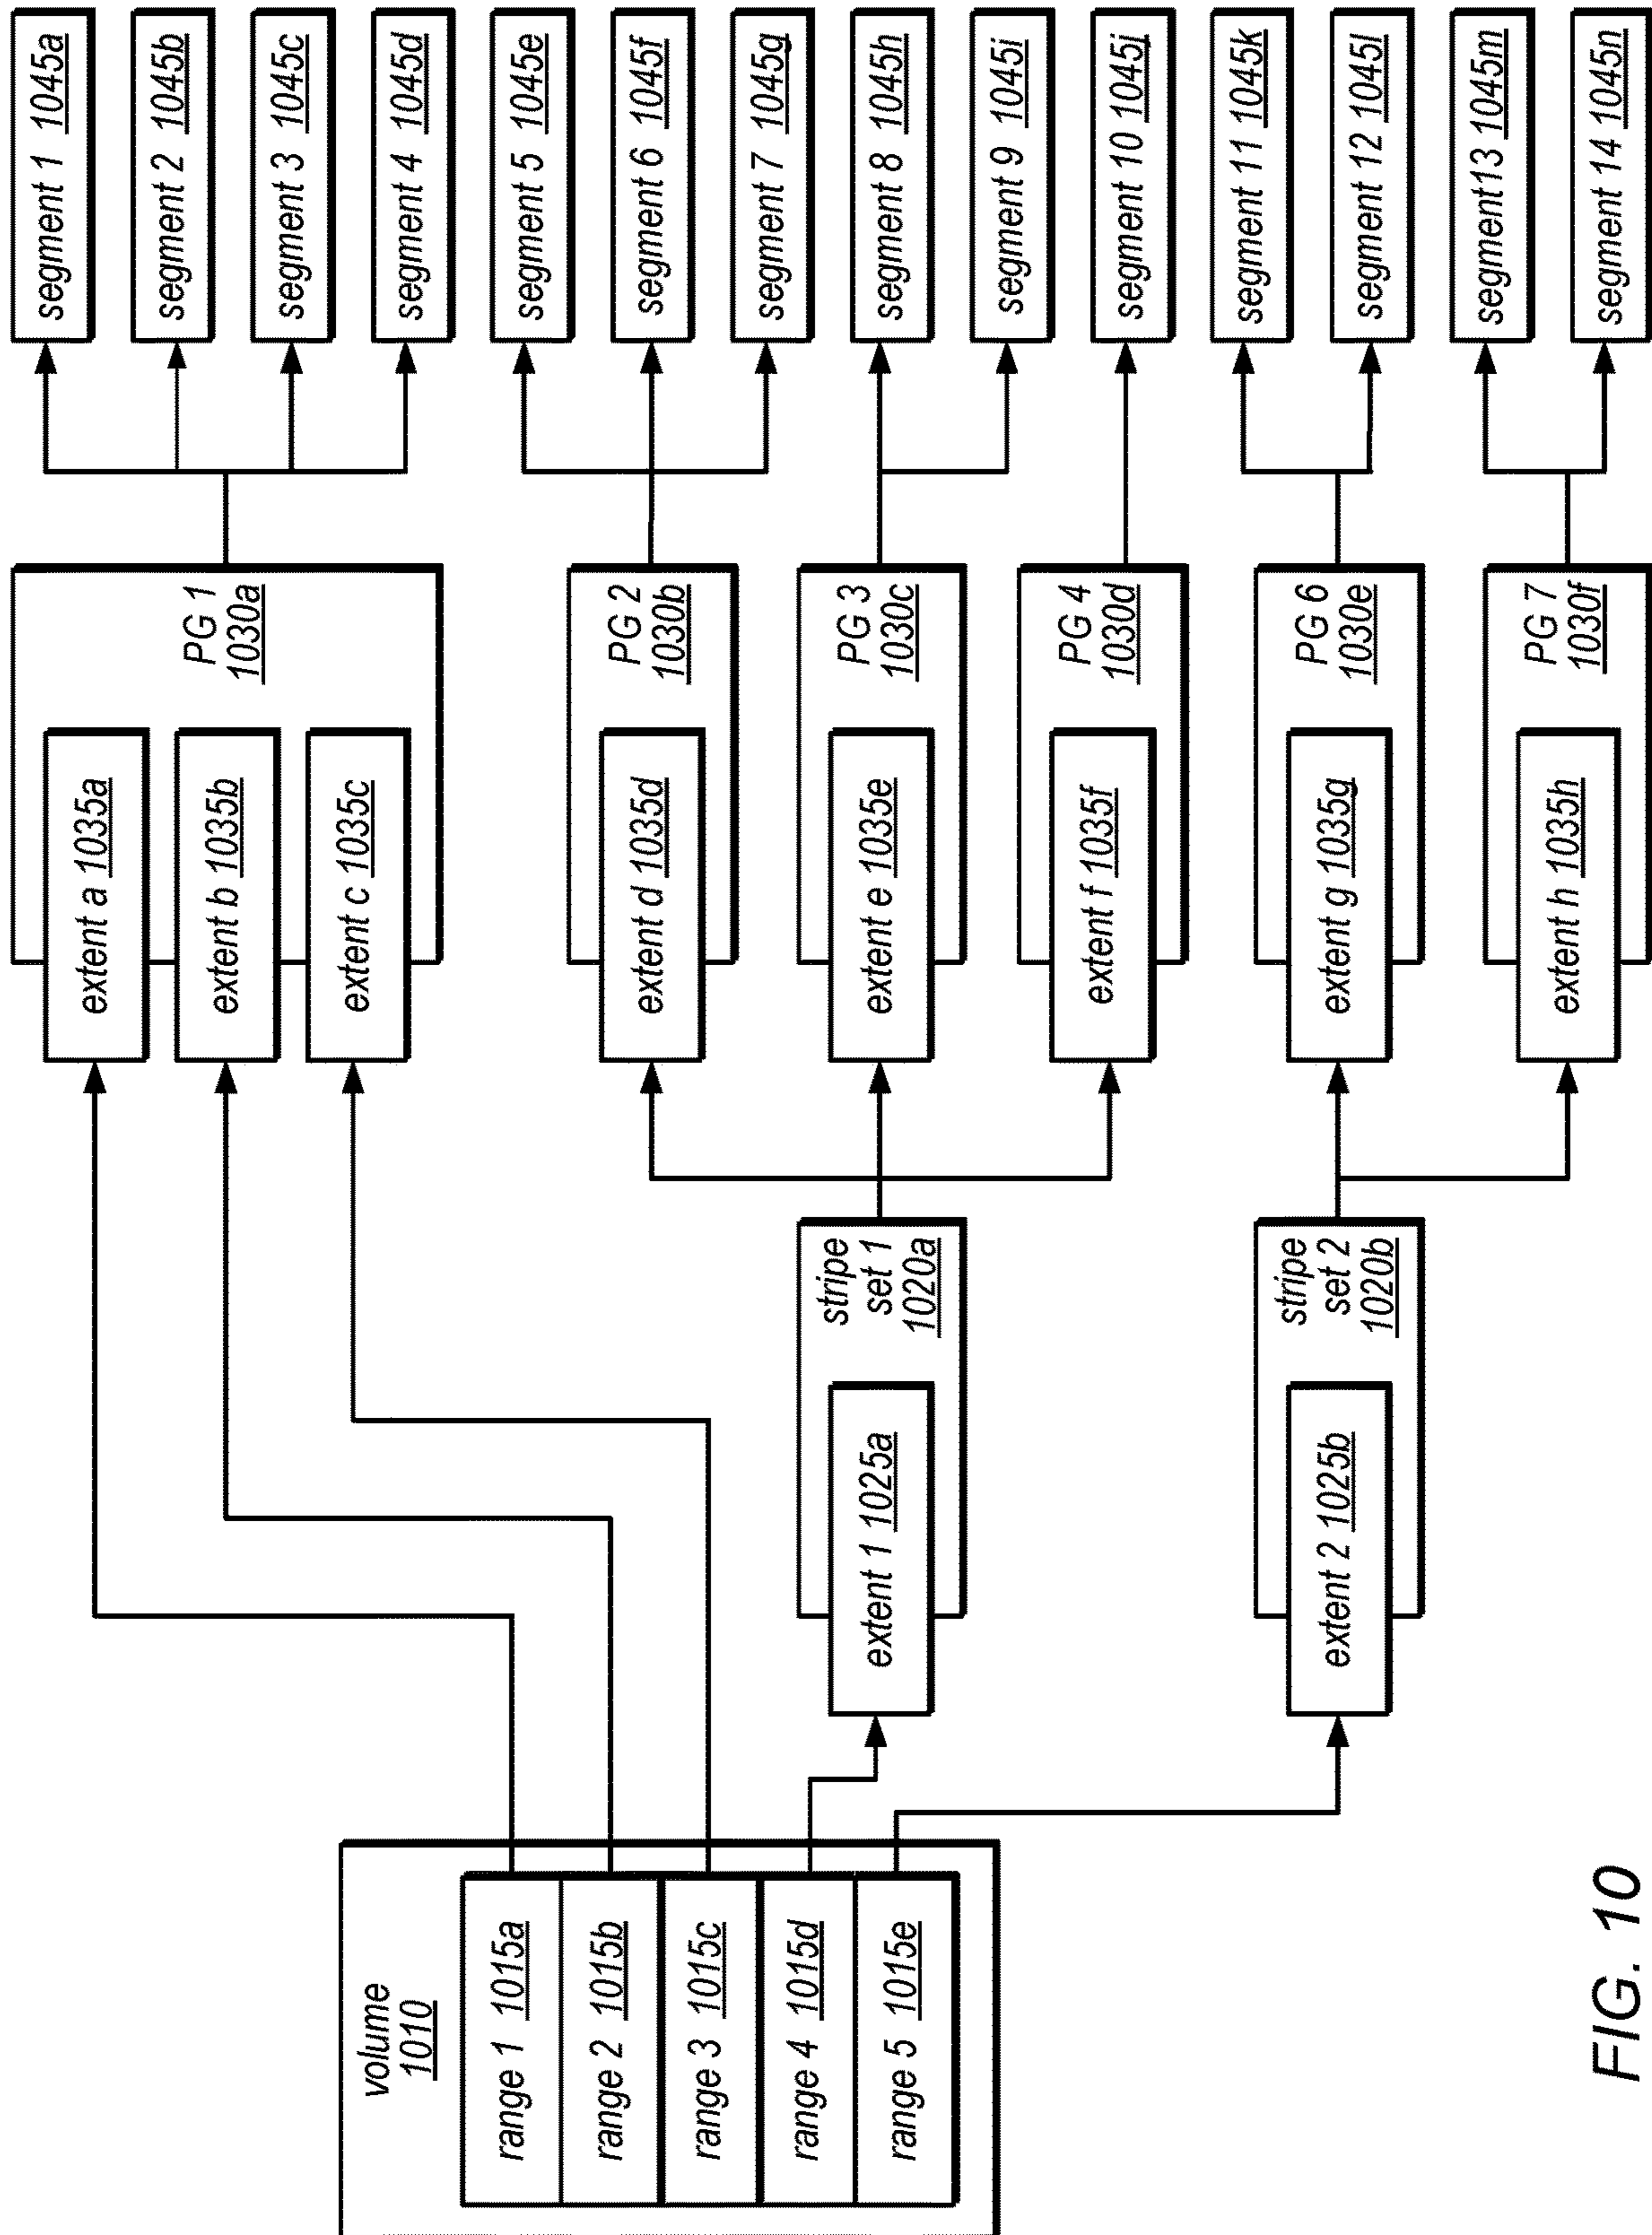 volume
1010
range 1 1015a
range 2 1015b
range 3 1015c
range 4 1015d
range 5 1015e
extent 1 1025a
stripe
set 1
1020a
extent 2 1025b
stripe
set 2
1020b
extent a 1035a
extent b 1035b
extent c 1035c
PG 1
1030a
extent d 1035d
PG 2
1030b
extent e 1035e
PG 3
1030c
extent f 1035f
PG 4
1030d
extent g 1035g
PG 6
1030e
extent h 1035h
PG 7
1030f
segment 1 1045a
segment 2 1045b
segment 3 1045c
segment 4 1045d
segment 5 1045e
segment 6 1045f
segment 7 1045g
segment 8 1045h
segment 9 1045i
segment 10 1045j
segment 11 1045k
segment 12 1045l
segment13 1045m
segment 14 1045n
FIG. 10